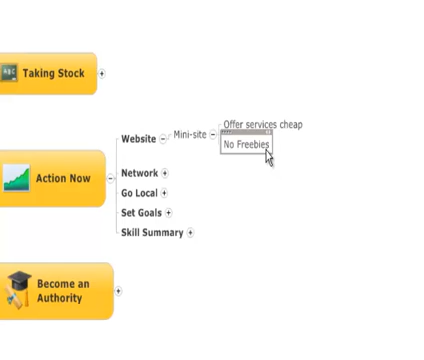 Taking Stock
Offer services cheap
Website
Mini-site
No Freebies
Action Now
Network
Go Local
Set Goals
Skill Summary
Become an
Authority